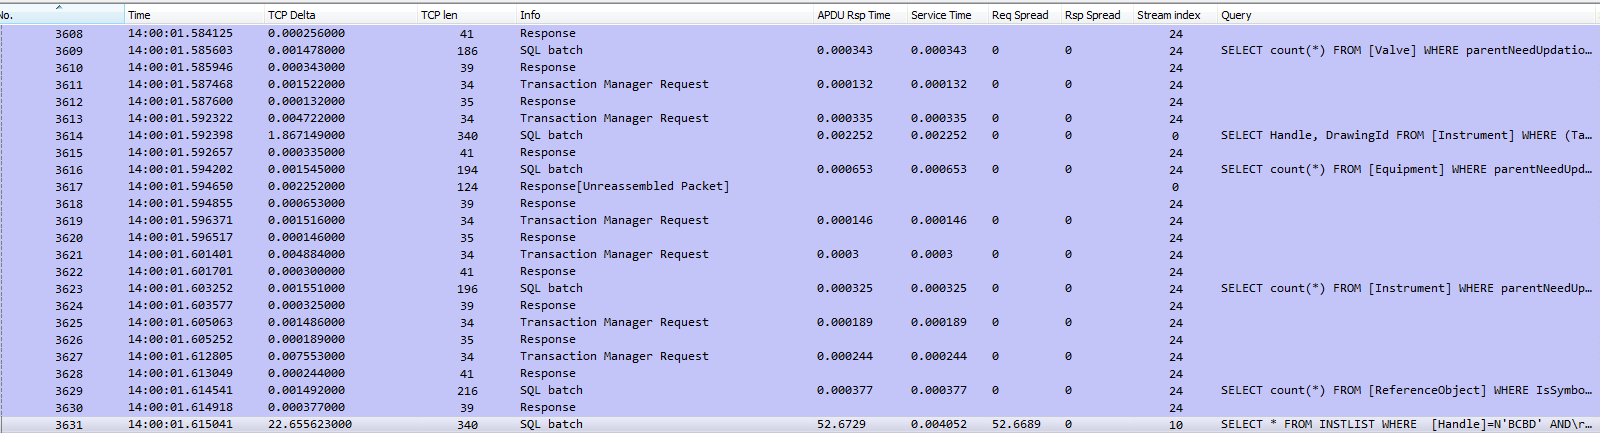 No. Time TCP Delta TCP len Info APDU Rsp Time Service Time Req Spread Rsp Spread Stream index Query
3608 14:00:01.584125 0.000256000 41 Response 24
3609 14:00:01.585603 0.001478000 186 SQL batch 0.000343 0.000343 0 0 24 SELECT count(*) FROM [Valve] WHERE parentNeedUpdatio…
3610 14:00:01.585946 0.000343000 39 Response 24
3611 14:00:01.587468 0.001522000 34 Transaction Manager Request 0.000132 0.000132 0 0 24
3612 14:00:01.587600 0.000132000 35 Response 24
3613 14:00:01.592322 0.004722000 34 Transaction Manager Request 0.000335 0.000335 0 0 24
3614 14:00:01.592398 1.867149000 340 SQL batch 0.002252 0.002252 0 0 0 SELECT Handle, DrawingId FROM [Instrument] WHERE (Ta…
3615 14:00:01.592657 0.000335000 41 Response 24
3616 14:00:01.594202 0.001545000 194 SQL batch 0.000653 0.000653 0 0 24 SELECT count(*) FROM [Equipment] WHERE parentNeedUpd…
3617 14:00:01.594650 0.002252000 124 Response[Unreassembled Packet] 0
3618 14:00:01.594855 0.000653000 39 Response 24
3619 14:00:01.596371 0.001516000 34 Transaction Manager Request 0.000146 0.000146 0 0 24
3620 14:00:01.596517 0.000146000 35 Response 24
3621 14:00:01.601401 0.004884000 34 Transaction Manager Request 0.0003 0.0003 0 0 24
3622 14:00:01.601701 0.000300000 41 Response 24
3623 14:00:01.603252 0.001551000 196 SQL batch 0.000325 0.000325 0 0 24 SELECT count(*) FROM [Instrument] WHERE parentNeedUp…
3624 14:00:01.603577 0.000325000 39 Response 24
3625 14:00:01.605063 0.001486000 34 Transaction Manager Request 0.000189 0.000189 0 0 24
3626 14:00:01.605252 0.000189000 35 Response 24
3627 14:00:01.612805 0.007553000 34 Transaction Manager Request 0.000244 0.000244 0 0 24
3628 14:00:01.613049 0.000244000 41 Response 24
3629 14:00:01.614541 0.001492000 216 SQL batch 0.000377 0.000377 0 0 24 SELECT count(*) FROM [ReferenceObject] WHERE IsSymbo…
3630 14:00:01.614918 0.000377000 39 Response 24
3631 14:00:01.615041 22.655623000 340 SQL batch 52.6729 0.004052 52.6689 0 10 SELECT * FROM INSTLIST WHERE [Handle]=N'BCBD' AND\r…